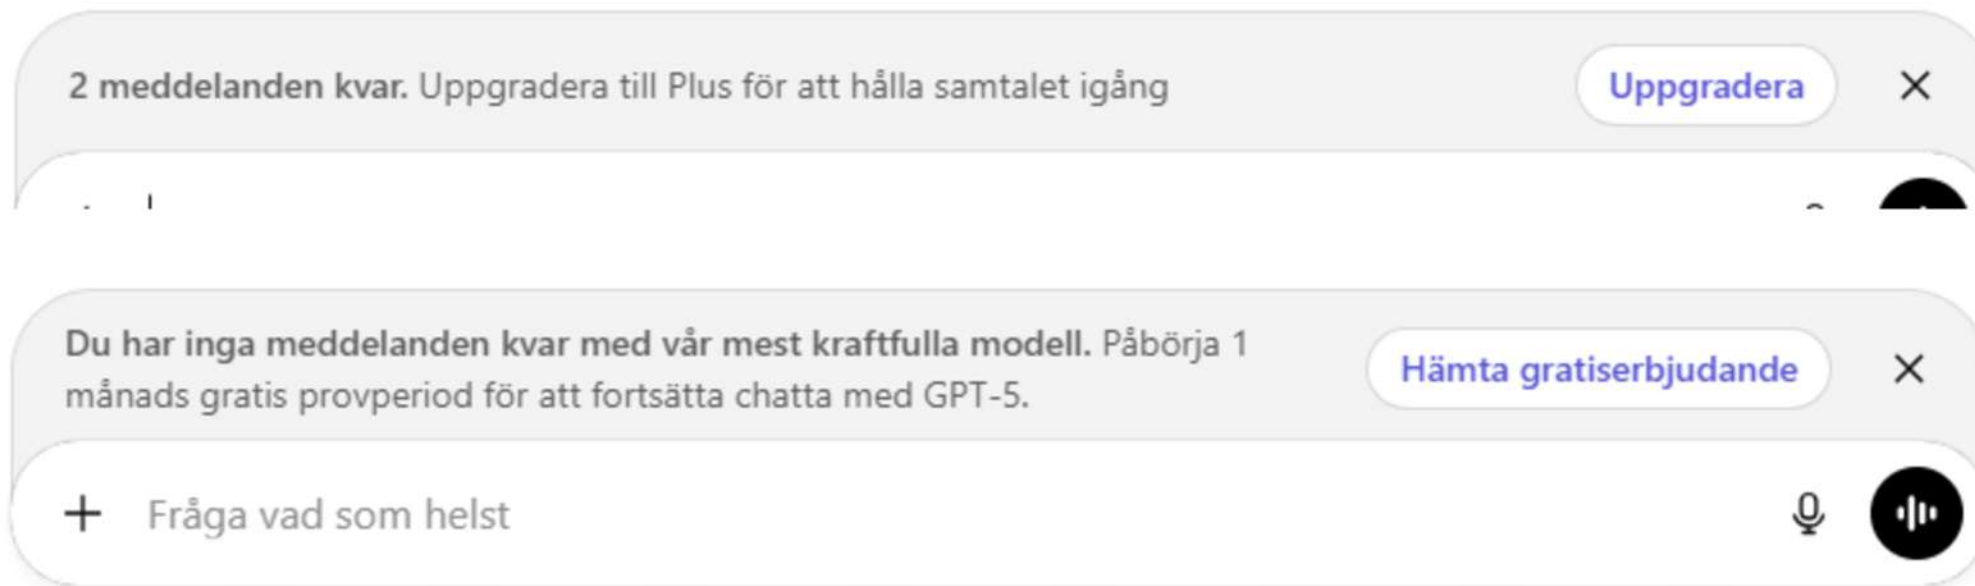 2 meddelanden kvar. Uppgradera till Plus för att hålla samtalet igång
Uppgradera
Du har inga meddelanden kvar med vår mest kraftfulla modell. Påbörja 1
månads gratis provperiod för att fortsätta chatta med GPT-5.
Hämta gratiserbjudande
Fråga vad som helst